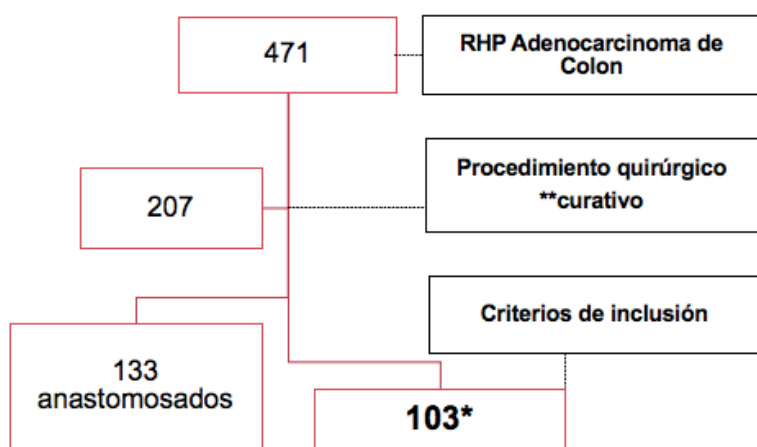 471
RHP Adenocarcinoma de
Colon
Procedimiento quirúrgico
**curativo
207
Criterios de inclusión
133
anastomosados
103*